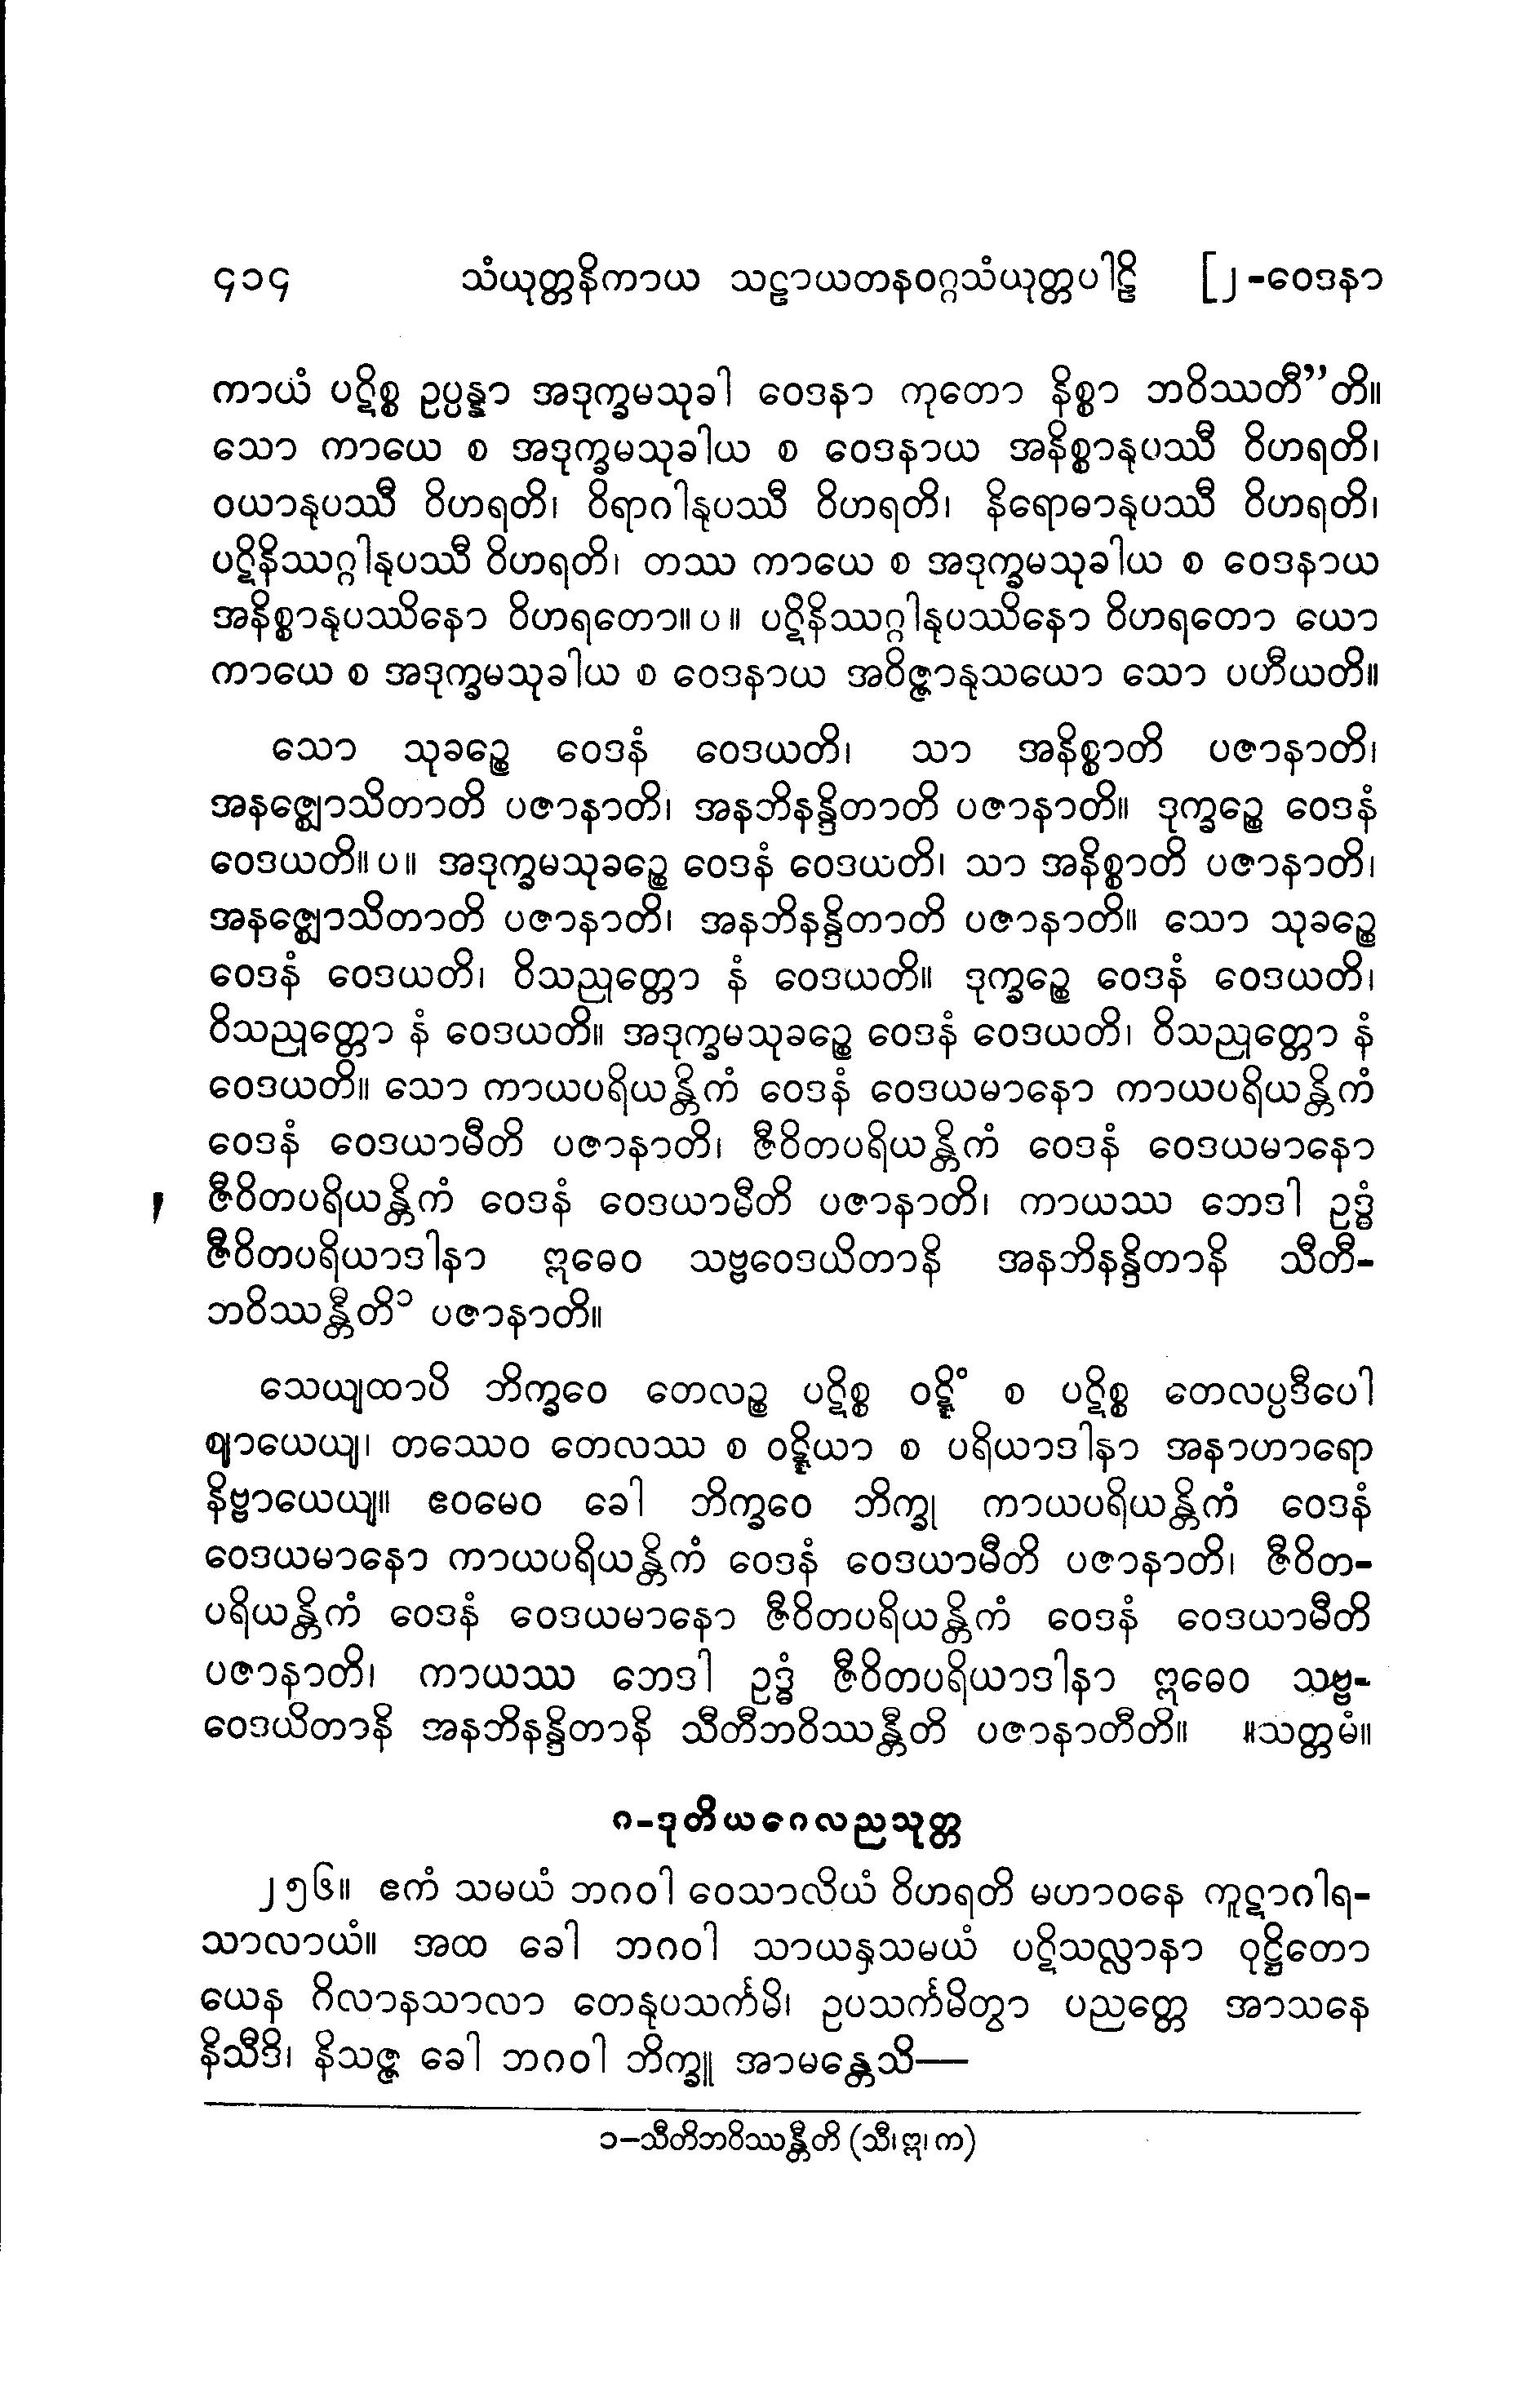 ၄၁၄ သံယုတ္တနိကာယ သဠာယတနဝဂ္ဂသံယုတ္တပါဠိ [၂-ဝေဒနာ
ကာယံ ပဋိစ္စ ဥပ္ပန္နာ အဒုက္ခမသုခါ ဝေဒနာ ကုတော နိစ္စာ ဘဝိဿတီ”တိ။
သော ကာယေ စ အဒုက္ခမသုခါယ စ ဝေဒနာယ အနိစ္စာနုပဿီ ဝိဟရတိ၊
ဝယာနုပဿီ ဝိဟရတိ၊ ဝိရာဂါနုပဿီ ဝိဟရတိ၊ နိရောဓာနုပဿီ ဝိဟရတိ၊
ပဋိနိဿဂ္ဂါနုပဿီ ဝိဟရတိ၊ တဿ ကာယေ စ အဒုက္ခမသုခါယ စ ဝေဒနာယ
အနိစ္စာနုပဿိနော ဝိဟရတော။ပ။ ပဋိနိဿဂ္ဂါနုပဿိနော ဝိဟရတော ယော
ကာယေ စ အဒုက္ခမသုခါယ စ ဝေဒနာယ အဝိဇ္ဇာနုသယော သော ပဟီယတိ။
သော သုခဉ္စေ ဝေဒနံ ဝေဒယတိ၊ သာ အနိစ္စာတိ ပဇာနာတိ၊
အနဇ္ဈောသိတာတိ ပဇာနာတိ၊ အနဘိနန္ဒိတာတိ ပဇာနာတိ။ ဒုက္ခဉ္စေ ဝေဒနံ
ဝေဒယတိ။ပ။ အဒုက္ခမသုခဉ္စေ ဝေဒနံ ဝေဒယတိ၊ သာ အနိစ္စာတိ ပဇာနာတိ၊
အနဇ္ဈောသိတာတိ ပဇာနာတိ၊ အနဘိနန္ဒိတာတိ ပဇာနာတိ။ သော သုခဉ္စေ
ဝေဒနံ ဝေဒယတိ၊ ဝိသညုတ္တော နံ ဝေဒယတိ။ ဒုက္ခဉ္စေ ဝေဒနံ ဝေဒယတိ၊
ဝိသညုတ္တော နံ ဝေဒယတိ။ အဒုက္ခမသုခဉ္စေ ဝေဒနံ ဝေဒယတိ၊ ဝိသညုတ္တော နံ
ဝေဒယတိ။ သော ကာယပရိယန္တိကံ ဝေဒနံ ဝေဒယမာနော ကာယပရိယန္တိကံ
ဝေဒနံ ဝေဒယာမီတိ ပဇာနာတိ၊ ဇီဝိတပရိယန္တိကံ ဝေဒနံ ဝေဒယမာနော
ဇီဝိတပရိယန္တိကံ ဝေဒနံ ဝေဒယာမီတိ ပဇာနာတိ၊ ကာယဿ ဘေဒါ ဥဒ္ဓံ
ဇီဝိတပရိယာဒါနာ ဣဓေဝ သဗ္ဗဝေဒယိတာနိ အနဘိနန္ဒိတာနိ သီတီ-
ဘဝိဿန္တီတိ၁ ပဇာနာတိ။
သေယျထာပိ ဘိက္ခဝေ တေလဉ္စ ပဋိစ္စ ဝဋ္ဋိံ စ ပဋိစ္စ တေလပ္ပဒီပေါ
ဈာယေယျ၊ တဿေဝ တေလဿ စ ဝဋ္ဋိယာ စ ပရိယာဒါနာ အနာဟာရော
နိဗ္ဗာယေယျ။ ဧဝမေဝ ခေါ ဘိက္ခဝေ ဘိက္ခု ကာယပရိယန္တိကံ ဝေဒနံ
ဝေဒယမာနော ကာယပရိယန္တိကံ ဝေဒနံ ဝေဒယာမီတိ ပဇာနာတိ၊ ဇီဝိတ-
ပရိယန္တိကံ ဝေဒနံ ဝေဒယမာနော ဇီဝိတပရိယန္တိကံ ဝေဒနံ ဝေဒယာမီတိ
ပဇာနာတိ၊ ကာယဿ ဘေဒါ ဥဒ္ဓံ ဇီဝိတပရိယာဒါနာ ဣဓေဝ သဗ္ဗ-
ဝေဒယိတာနိ အနဘိနန္ဒိတာနိ သီတီဘဝိဿန္တီတိ ပဇာနာတီတိ။ ။သတ္တမံ။
ဂ-ဒုတိယဂေလညသုတ္တ
၂၅၆။ ဧကံ သမယံ ဘဂဝါ ဝေသာလိယံ ဝိဟရတိ မဟာဝနေ ကူဋာဂါရ-
သာလာယံ။ အထ ခေါ ဘဂဝါ သာယနှသမယံ ပဋိသလ္လာနာ ဝုဋ္ဌိတော
ယေန ဂိလာနသာလာ တေနုပသင်္ကမိ၊ ဥပသင်္ကမိတွာ ပညတ္တေ အာသနေ
နိသီဒိ၊ နိသဇ္ဇ ခေါ ဘဂဝါ ဘိက္ခူ အာမန္တေသိ—
၁-သီတိဘဝိဿန္တီတိ (သီ၊ဣ၊က)